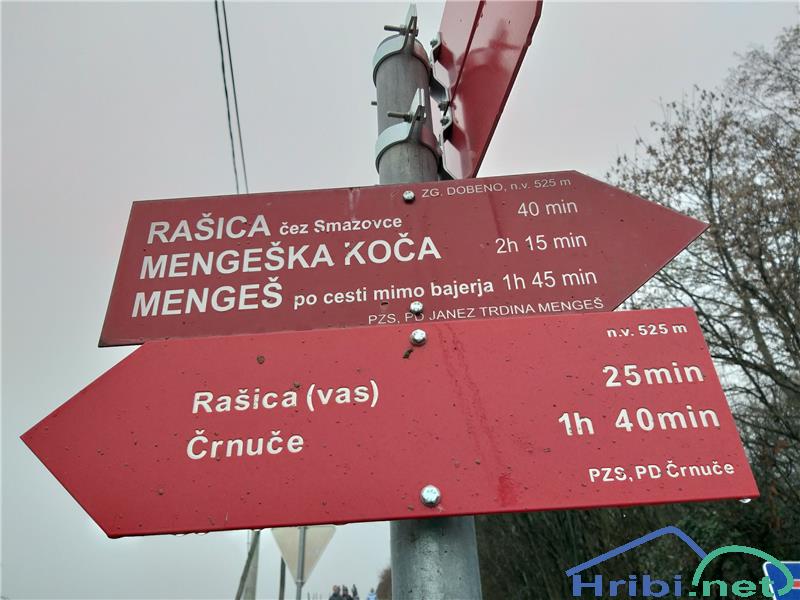 ZG. DOBENO, n.v. 525 m
RAŠICA čez Smazovce 40 min
MENGEŠKA KOČA 2h 15 min
MENGEŠ po cesti mimo bajerja 1h 45 min
PZS, PD JANEZ TRDINA MENGEŠ
n.v. 525 m
Rašica (vas) 25min
Črnuče 1h 40min
PZS, PD Črnuče
Hribi.net